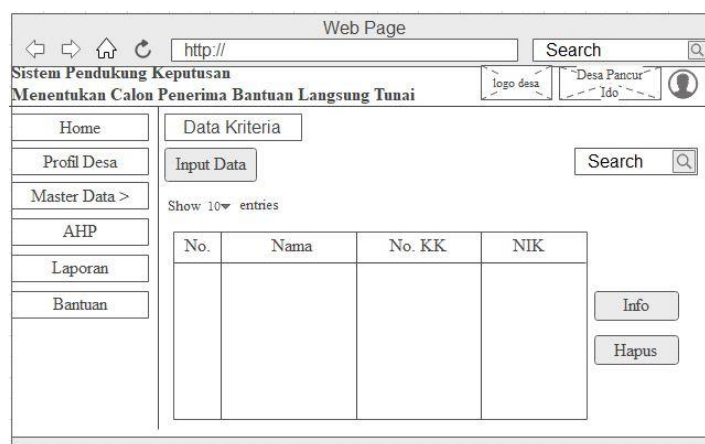 Web Page
http://
Search
Sistem Pendukung Keputusan
Menentukan Calon Penerima Bantuan Langsung Tunai
logo desa
Desa Pancur
Ido
Home
Profil Desa
Master Data >
AHP
Laporan
Bantuan
Data Kriteria
Input Data
Search
Show 10 entries
No. Nama No. KK NIK
Info
Hapus